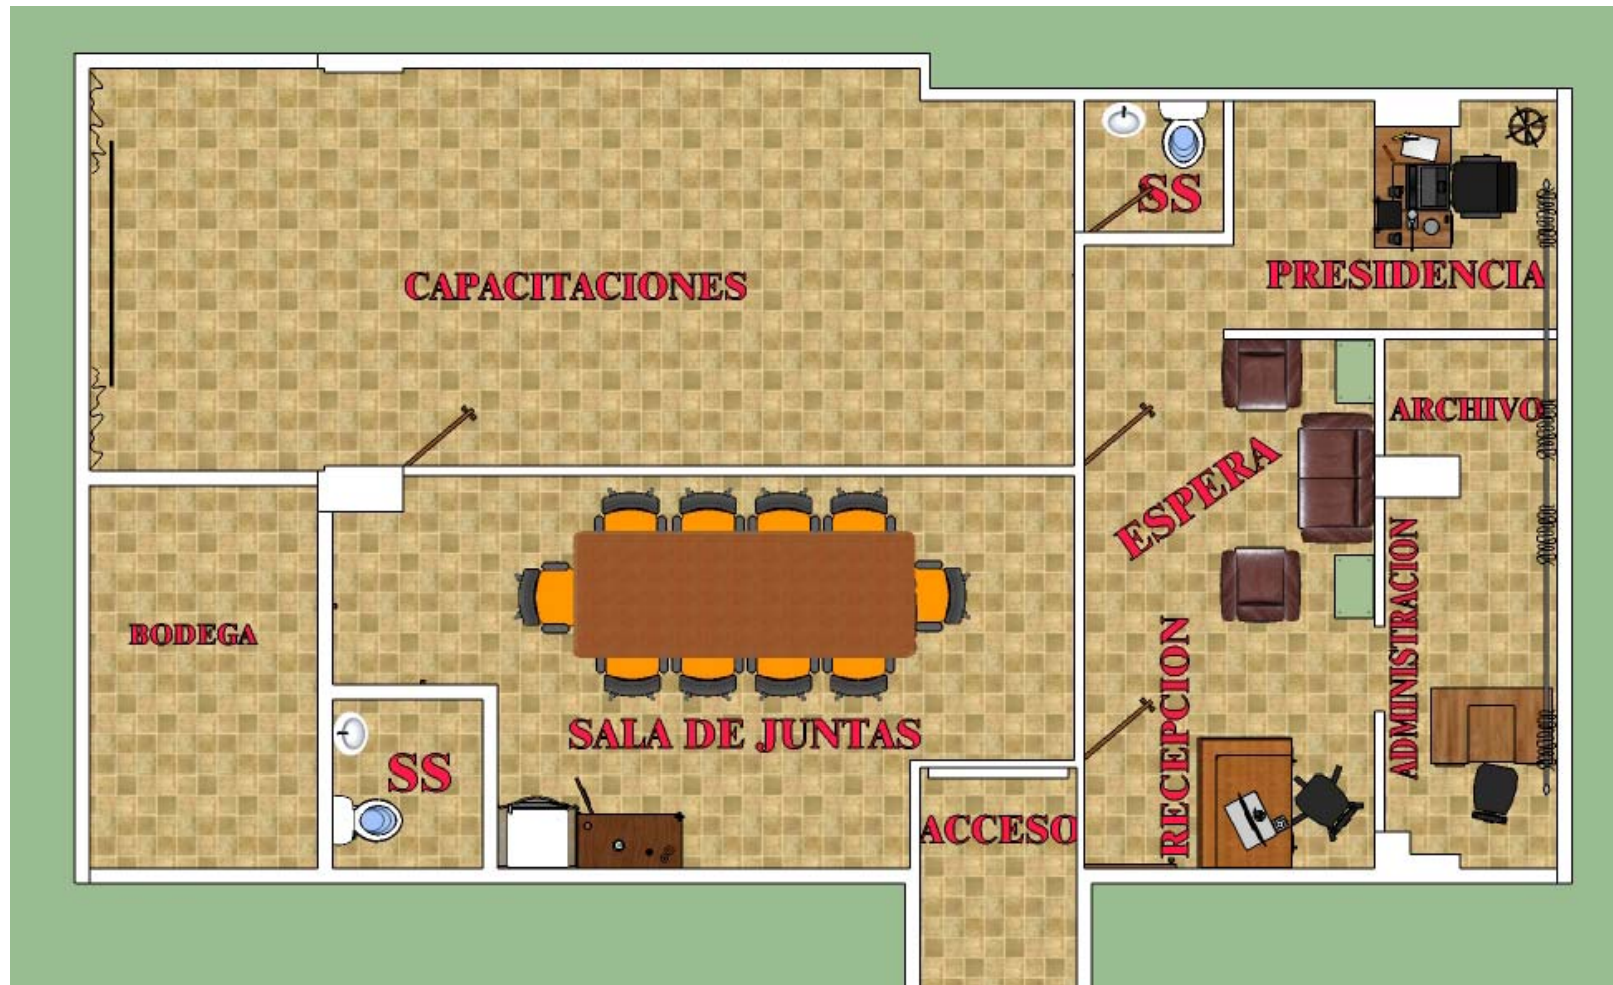 SS
CAPACITACIONES
PRESIDENCIA
ARCHIVO
ESPERA
ADMINISTRACION
BODEGA
RECEPCION
SALA DE JUNTAS
SS
ACCESO